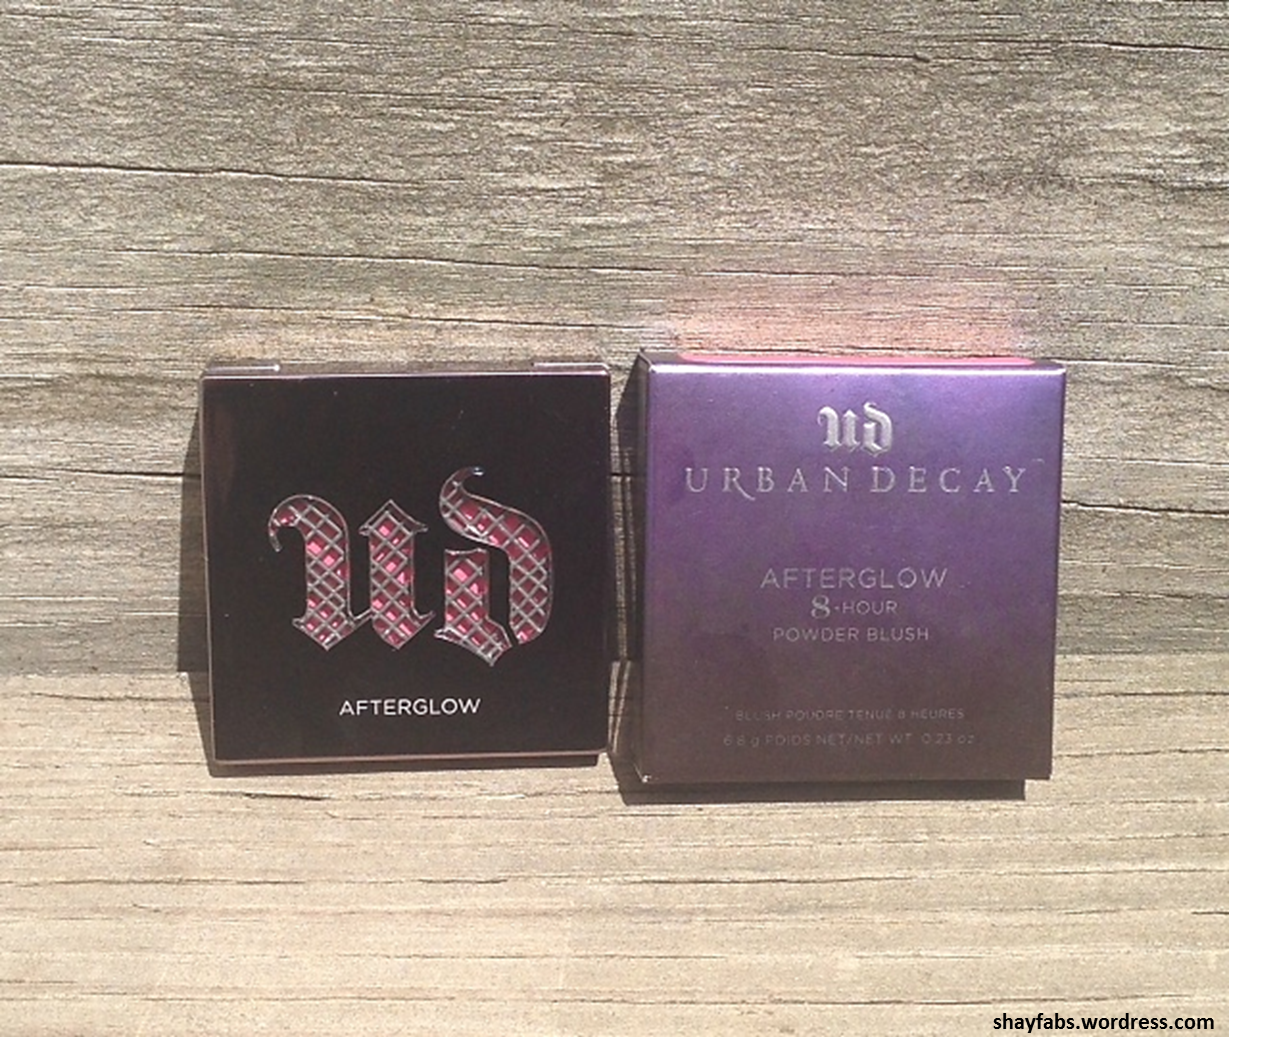 ud
AFTERGLOW
ud
URBAN DECAY
AFTERGLOW
8-HOUR
POWDER BLUSH
BLUSH POUDRE TENUE 8 HEURES
6.8 g POIDS NET/NET WT. 0.23 oz
shayfabs.wordress.com